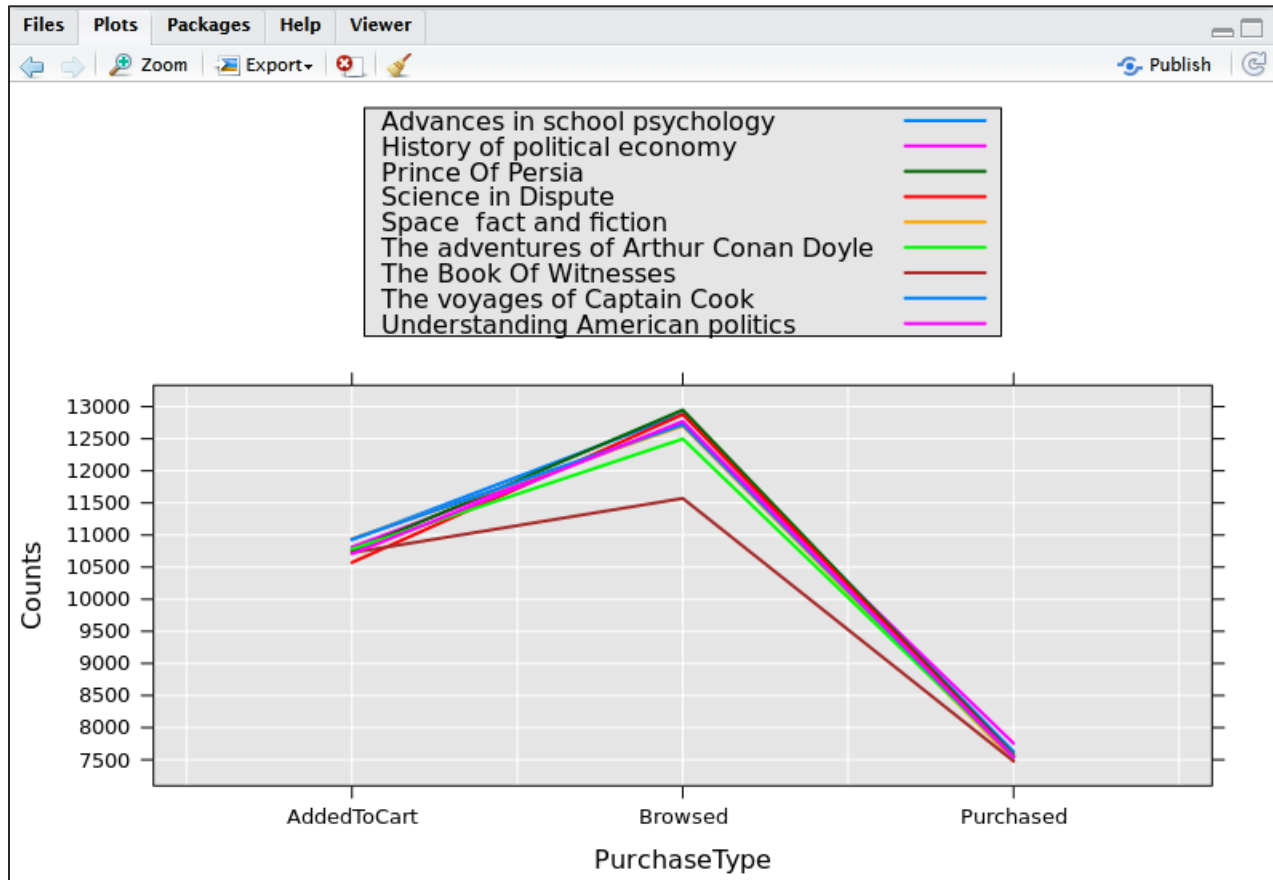 Files Plots Packages Help Viewer
Zoom Export Publish
Advances in school psychology
History of political economy
Prince Of Persia
Science in Dispute
Space  fact and fiction
The adventures of Arthur Conan Doyle
The Book Of Witnesses
The voyages of Captain Cook
Understanding American politics
13000
12500
12000
11500
11000
10500
10000
9500
9000
8500
8000
7500
Counts
AddedToCart Browsed Purchased
PurchaseType